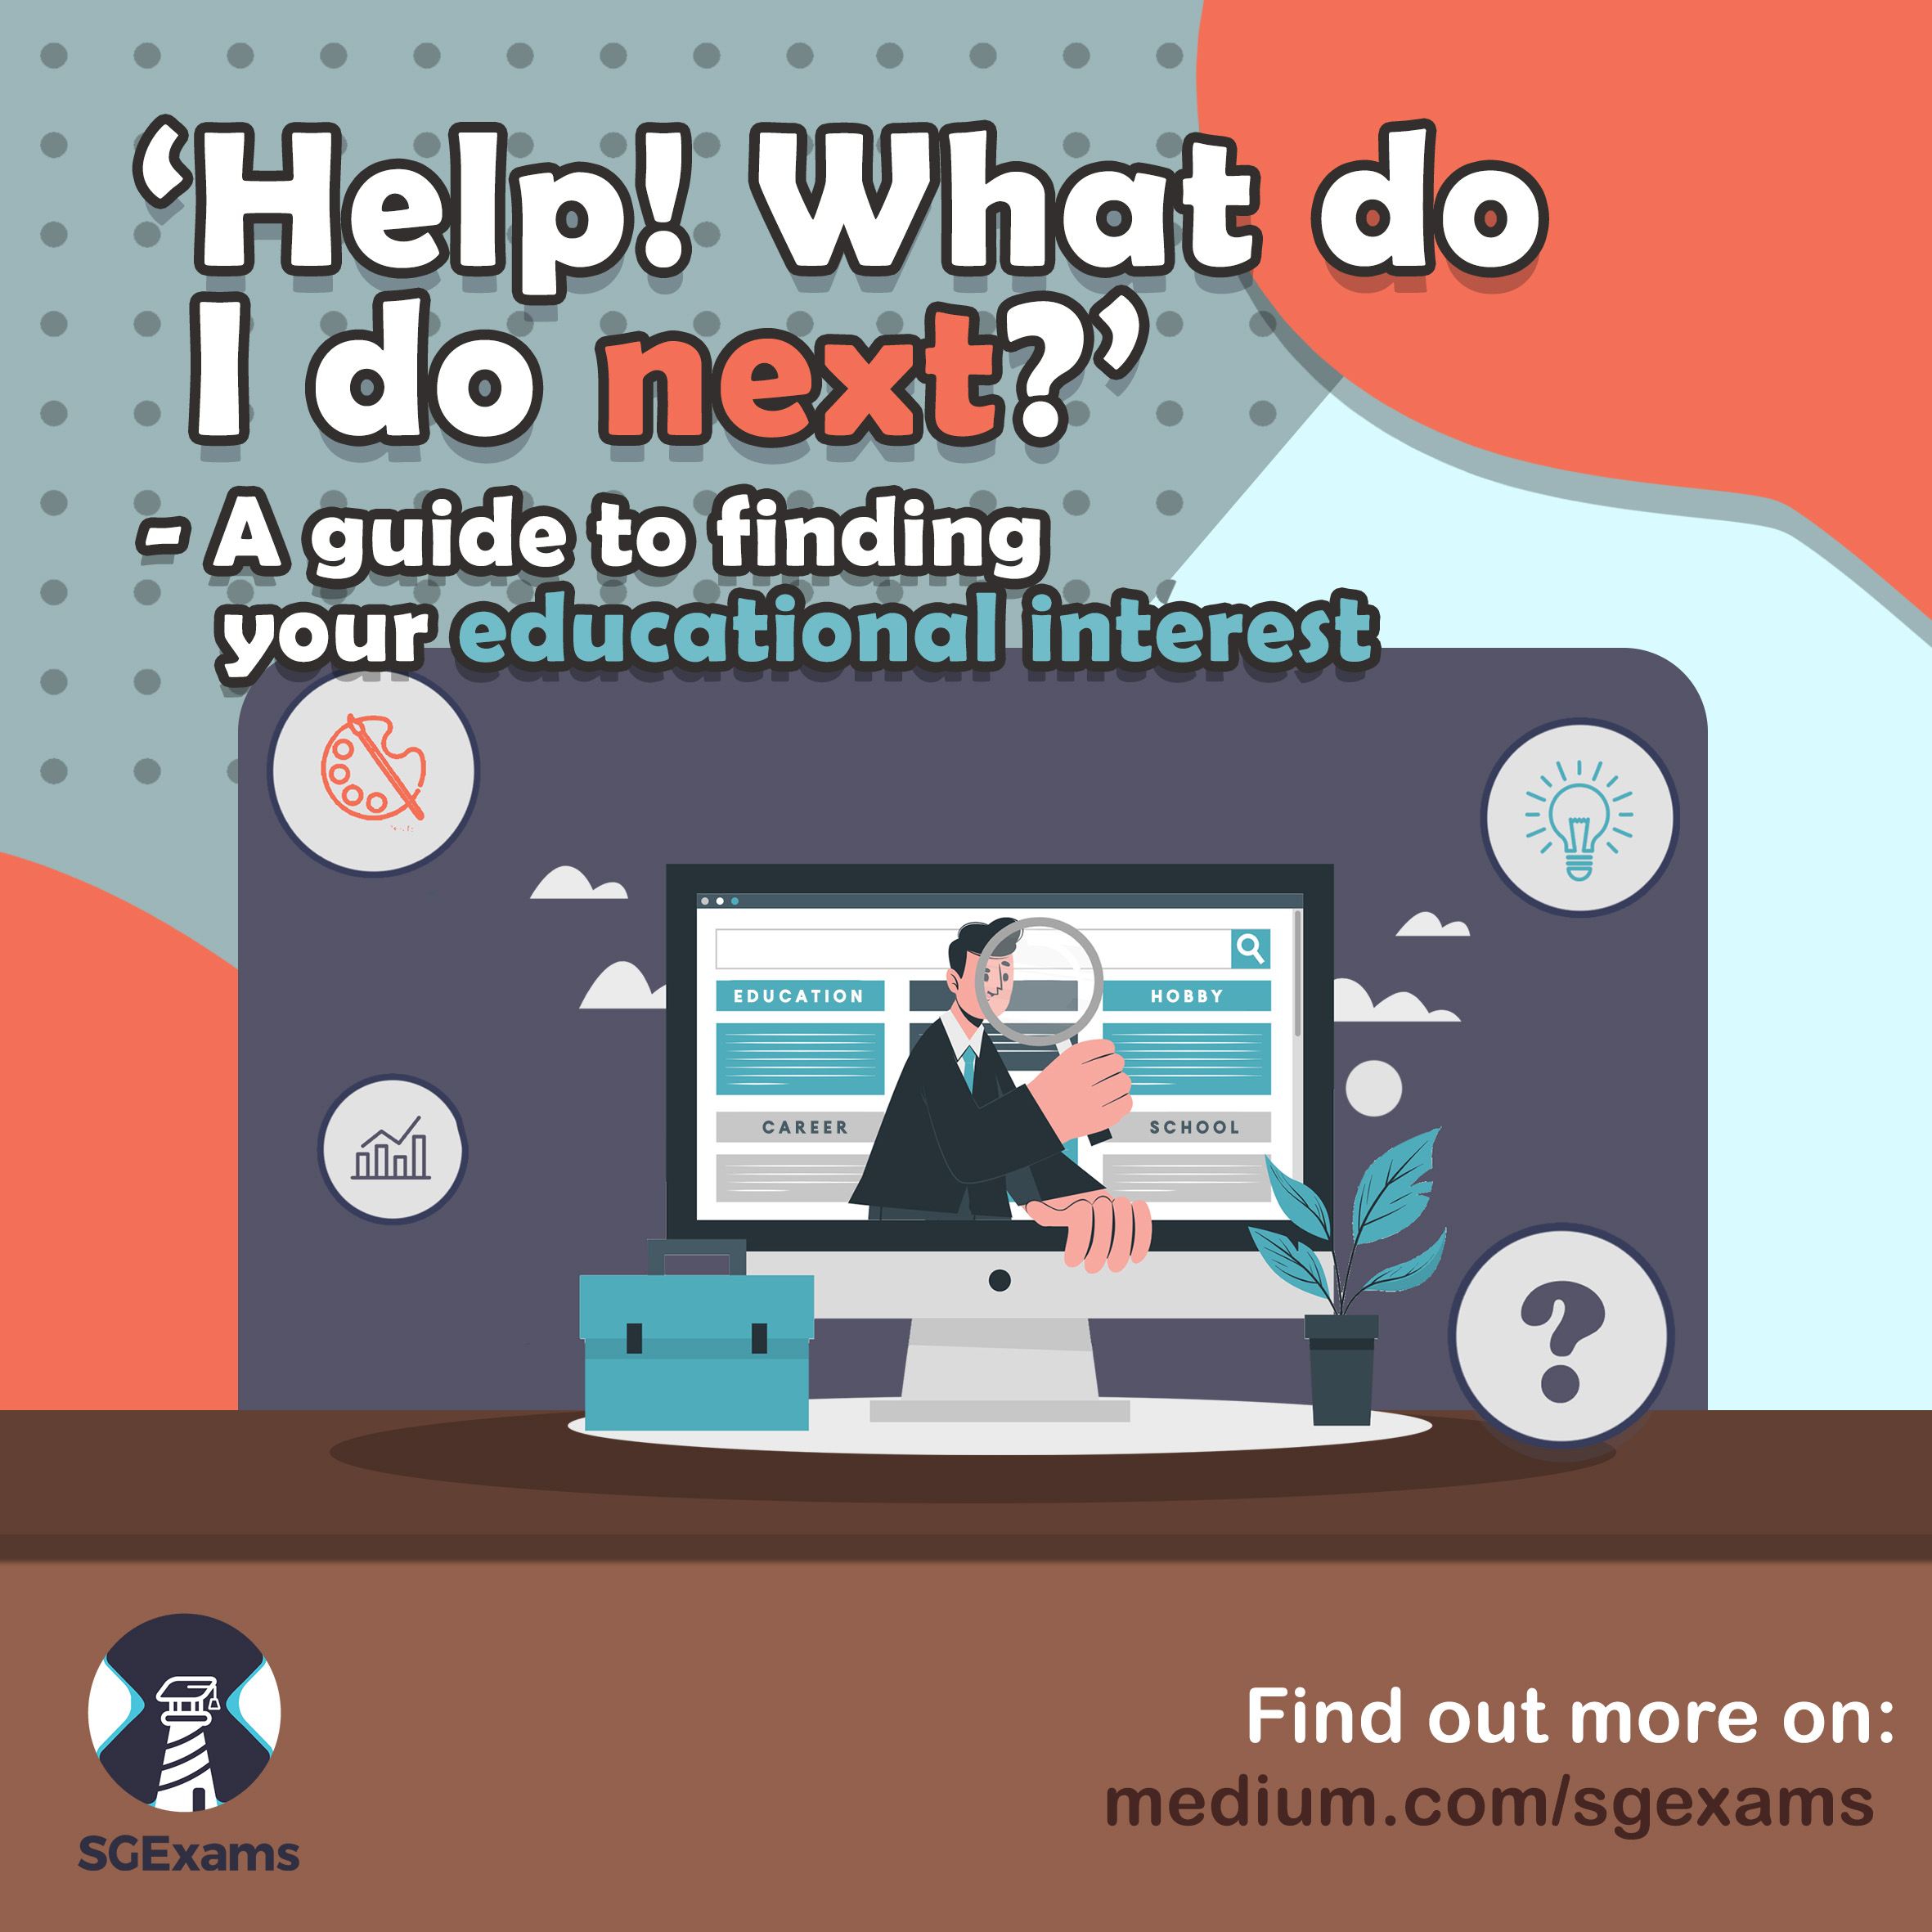 ‘Help! What do
I do next?’
- A guide to finding
your educational interest
EDUCATION
HOBBY
CAREER
SCHOOL
SGExams
Find out more on:
medium.com/sgexams